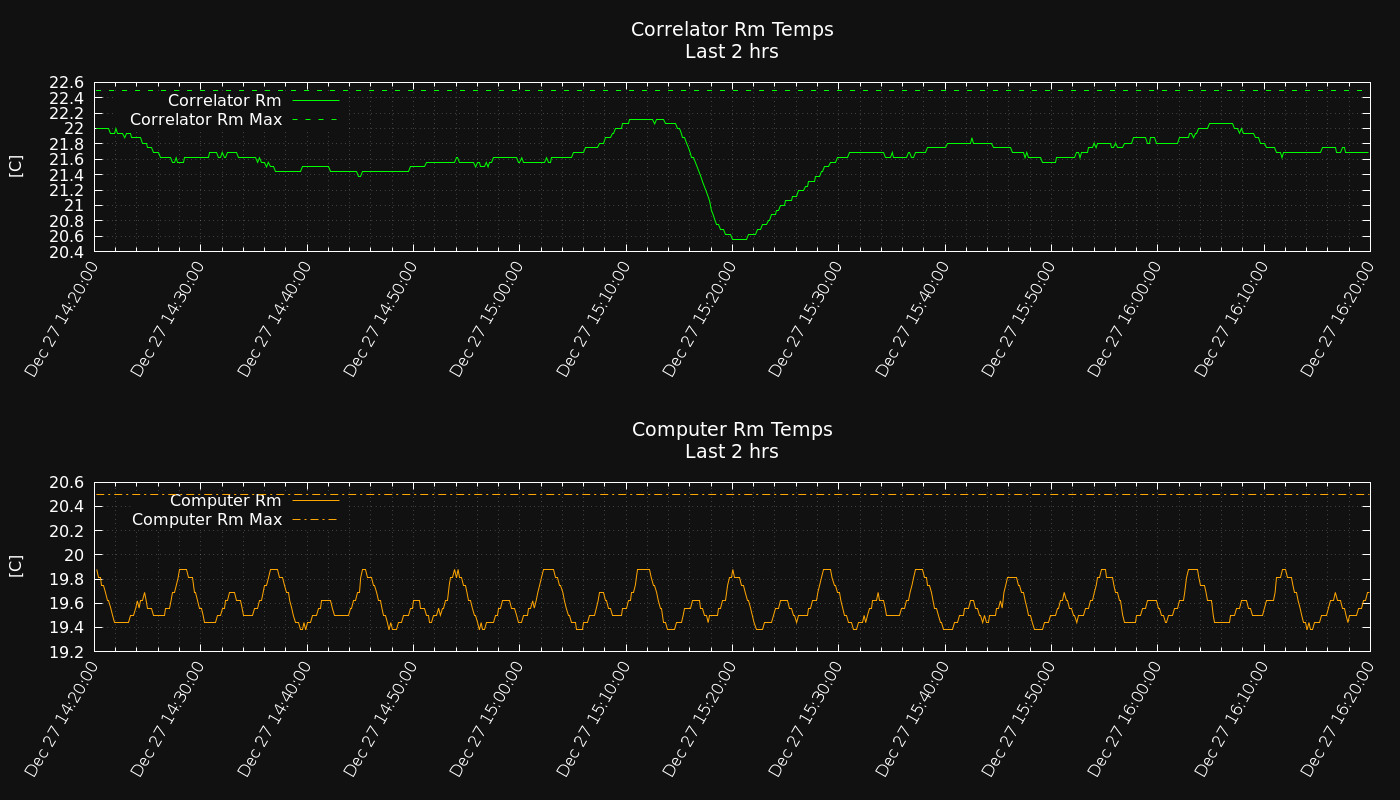 Correlator Rm Temps
Last 2 hrs
22.6
22.4
22.2
22
21.8
21.6
21.4
21.2
21
20.8
20.6
20.4
[C]
Correlator Rm
Correlator Rm Max
Dec 27 14:20:00
Dec 27 14:30:00
Dec 27 14:40:00
Dec 27 14:50:00
Dec 27 15:00:00
Dec 27 15:10:00
Dec 27 15:20:00
Dec 27 15:30:00
Dec 27 15:40:00
Dec 27 15:50:00
Dec 27 16:00:00
Dec 27 16:10:00
Dec 27 16:20:00
Computer Rm Temps
Last 2 hrs
20.6
20.4
20.2
20
19.8
19.6
19.4
19.2
[C]
Computer Rm
Computer Rm Max
Dec 27 14:20:00
Dec 27 14:30:00
Dec 27 14:40:00
Dec 27 14:50:00
Dec 27 15:00:00
Dec 27 15:10:00
Dec 27 15:20:00
Dec 27 15:30:00
Dec 27 15:40:00
Dec 27 15:50:00
Dec 27 16:00:00
Dec 27 16:10:00
Dec 27 16:20:00